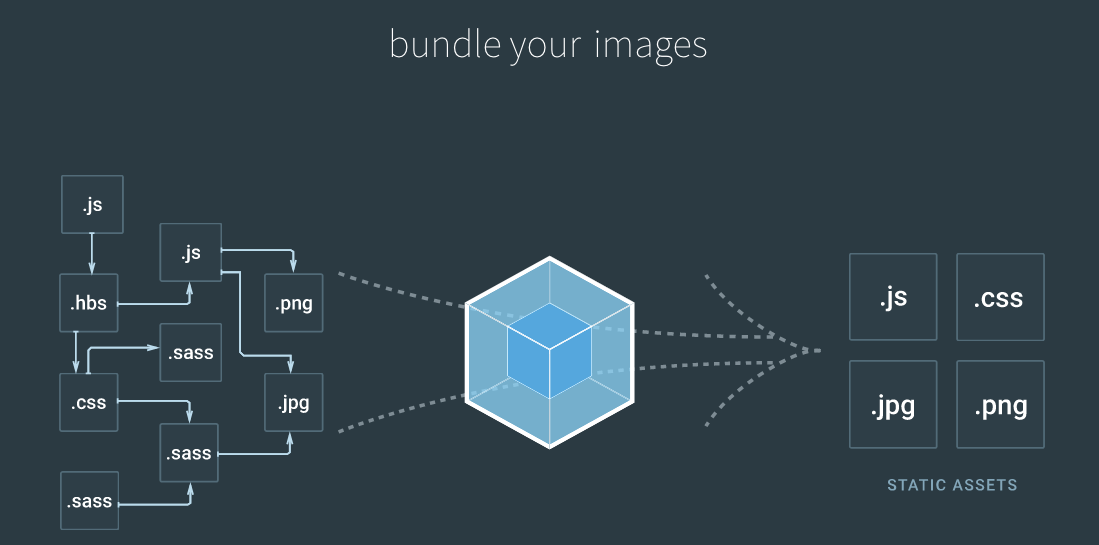 bundle your images
.js
.js
.hbs
.png
.sass
.css
.jpg
.sass
.sass
.js
.css
.jpg
.png
STATIC ASSETS